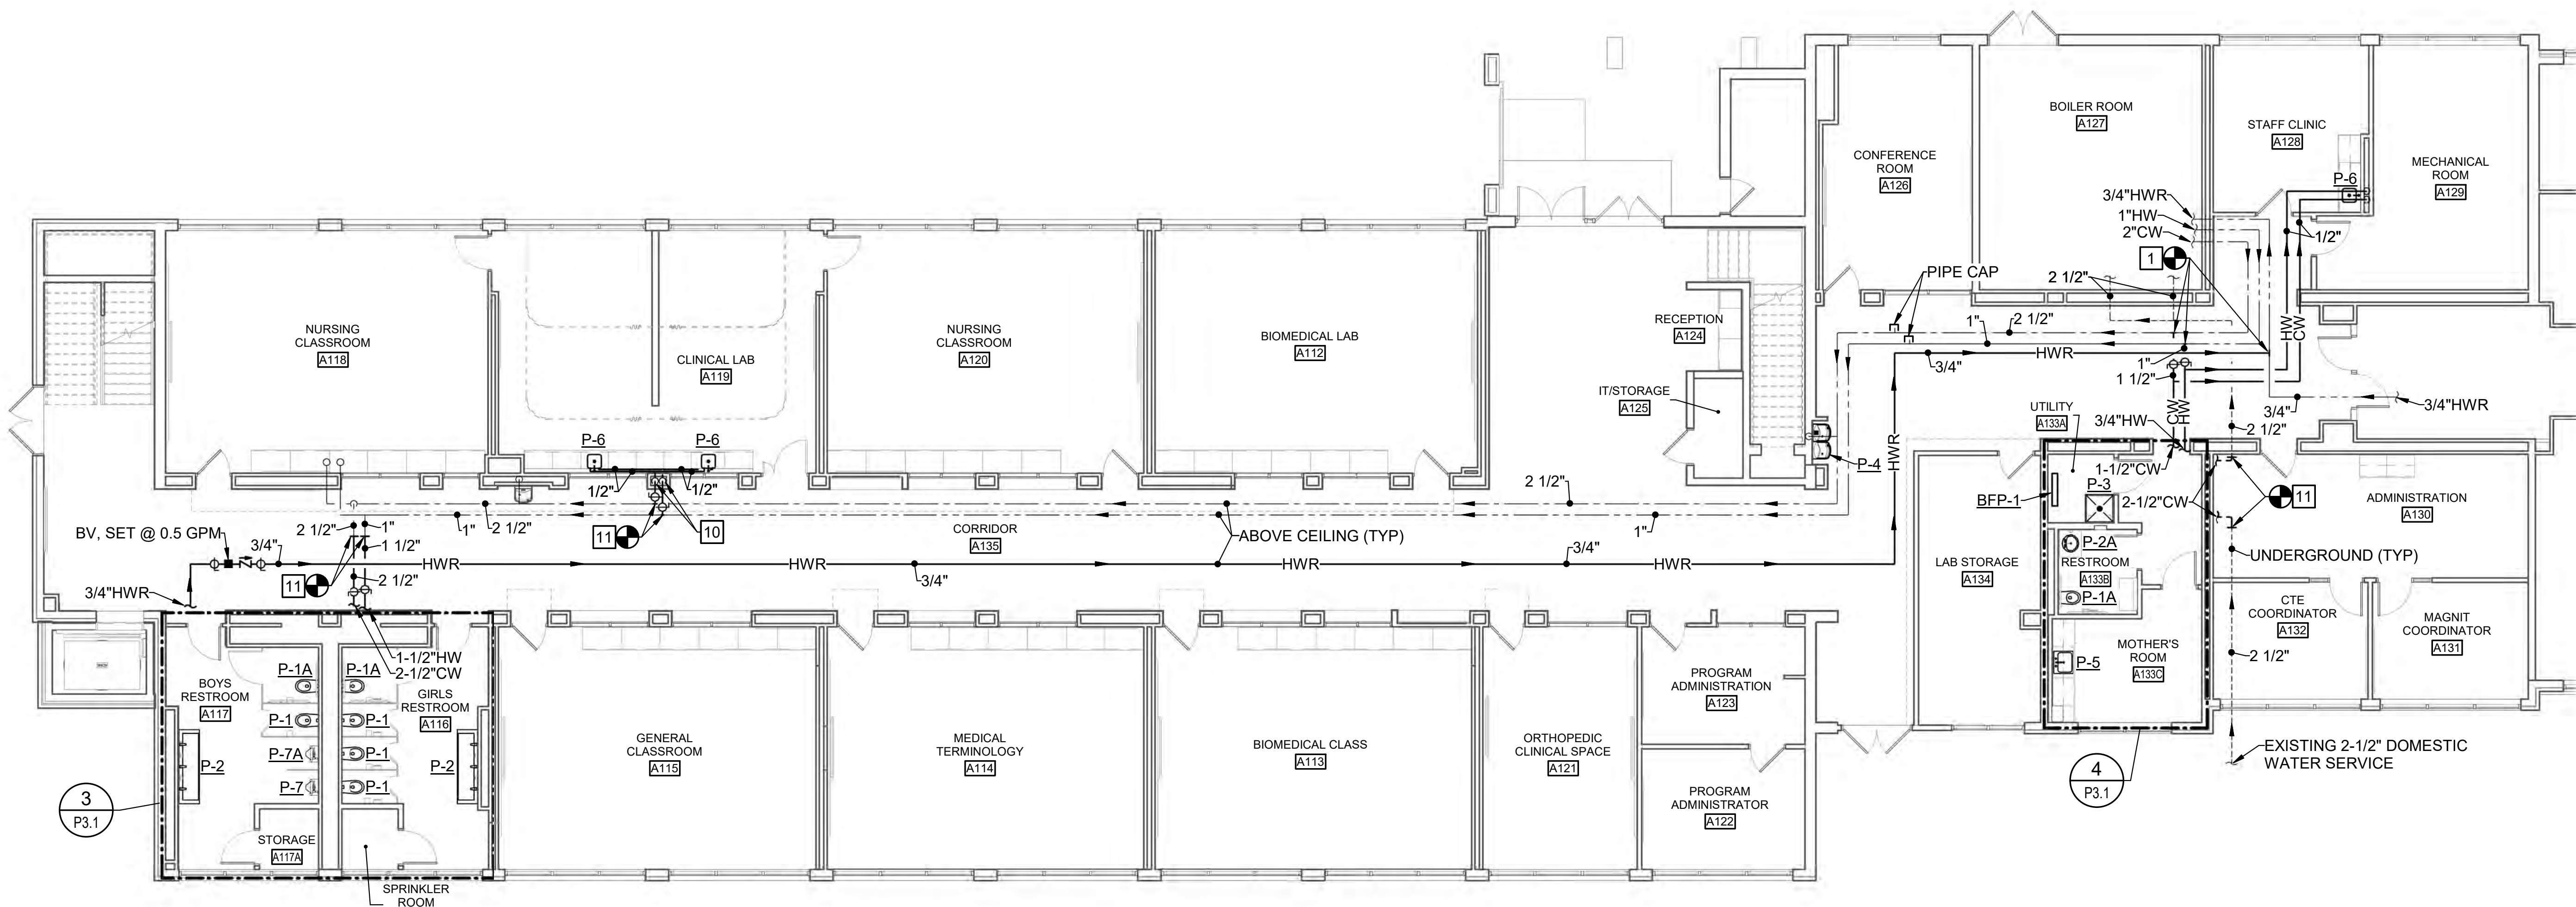 BOILER ROOM
A127
STAFF CLINIC
A128
CONFERENCE
ROOM
A126
MECHANICAL
ROOM
A129
P-6
3/4"HWR
1"HW
2"CW
1/2"
1
2 1/2"
PIPE CAP
NURSING
CLASSROOM
A118
CLINICAL LAB
A119
NURSING
CLASSROOM
A120
BIOMEDICAL LAB
A112
RECEPTION
A124
1"
2 1/2"
HWR
3/4"
1"
1 1/2"
HW
CW
IT/STORAGE
A125
UTILITY
A133A
3/4"HW
CW
HW
3/4"
3/4"HWR
2 1/2"
P-6
P-6
P-4
HWR
1-1/2"CW
P-3
2-1/2"CW
BFP-1
11
ADMINISTRATION
A130
1/2"
1/2"
2 1/2"
2 1/2"
1"
1 1/2"
1"
2 1/2"
11
10
CORRIDOR
A135
1"
ABOVE CEILING (TYP)
BV, SET @ 0.5 GPM
3/4"
HWR
HWR
HWR
HWR
HWR
3/4"
3/4"
11
2 1/2"
3/4"HWR
P-2A
RESTROOM
A133B
P-1A
LAB STORAGE
A134
UNDERGROUND (TYP)
CTE
COORDINATOR
A132
MAGNIT
COORDINATOR
A131
2 1/2"
MOTHER'S
ROOM
A133C
P-5
1-1/2"HW
2-1/2"CW
P-1A
P-1A
BOYS
RESTROOM
A117
GIRLS
RESTROOM
A116
P-1
P-1
P-7A
P-1
P-2
P-2
P-7
P-1
STORAGE
A117A
SPRINKLER
ROOM
GENERAL
CLASSROOM
A115
MEDICAL
TERMINOLOGY
A114
BIOMEDICAL CLASS
A113
ORTHOPEDIC
CLINICAL SPACE
A121
PROGRAM
ADMINISTRATION
A123
PROGRAM
ADMINISTRATOR
A122
EXISTING 2-1/2" DOMESTIC
WATER SERVICE
3
P3.1
4
P3.1